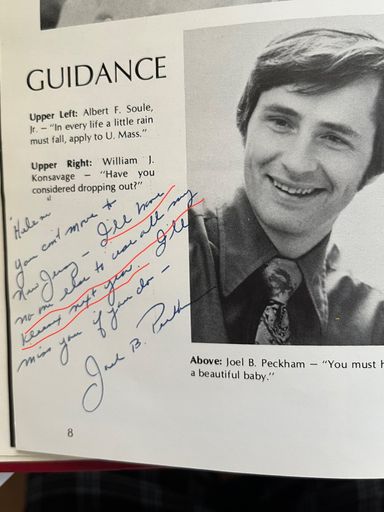 GUIDANCE
Upper Left: Albert F. Soule,
Jr. – "In every life a little rain
must fall, apply to U. Mass."
Upper Right: William J.
Konsavage – "Have you
considered dropping out?"
Helen
you can't move to
New Jersey – I'll have
no one else to use all my
Kleenex next year. I'll
miss you if you do –
Joel B. Peckham
Above: Joel B. Peckham – "You must h
a beautiful baby."
8